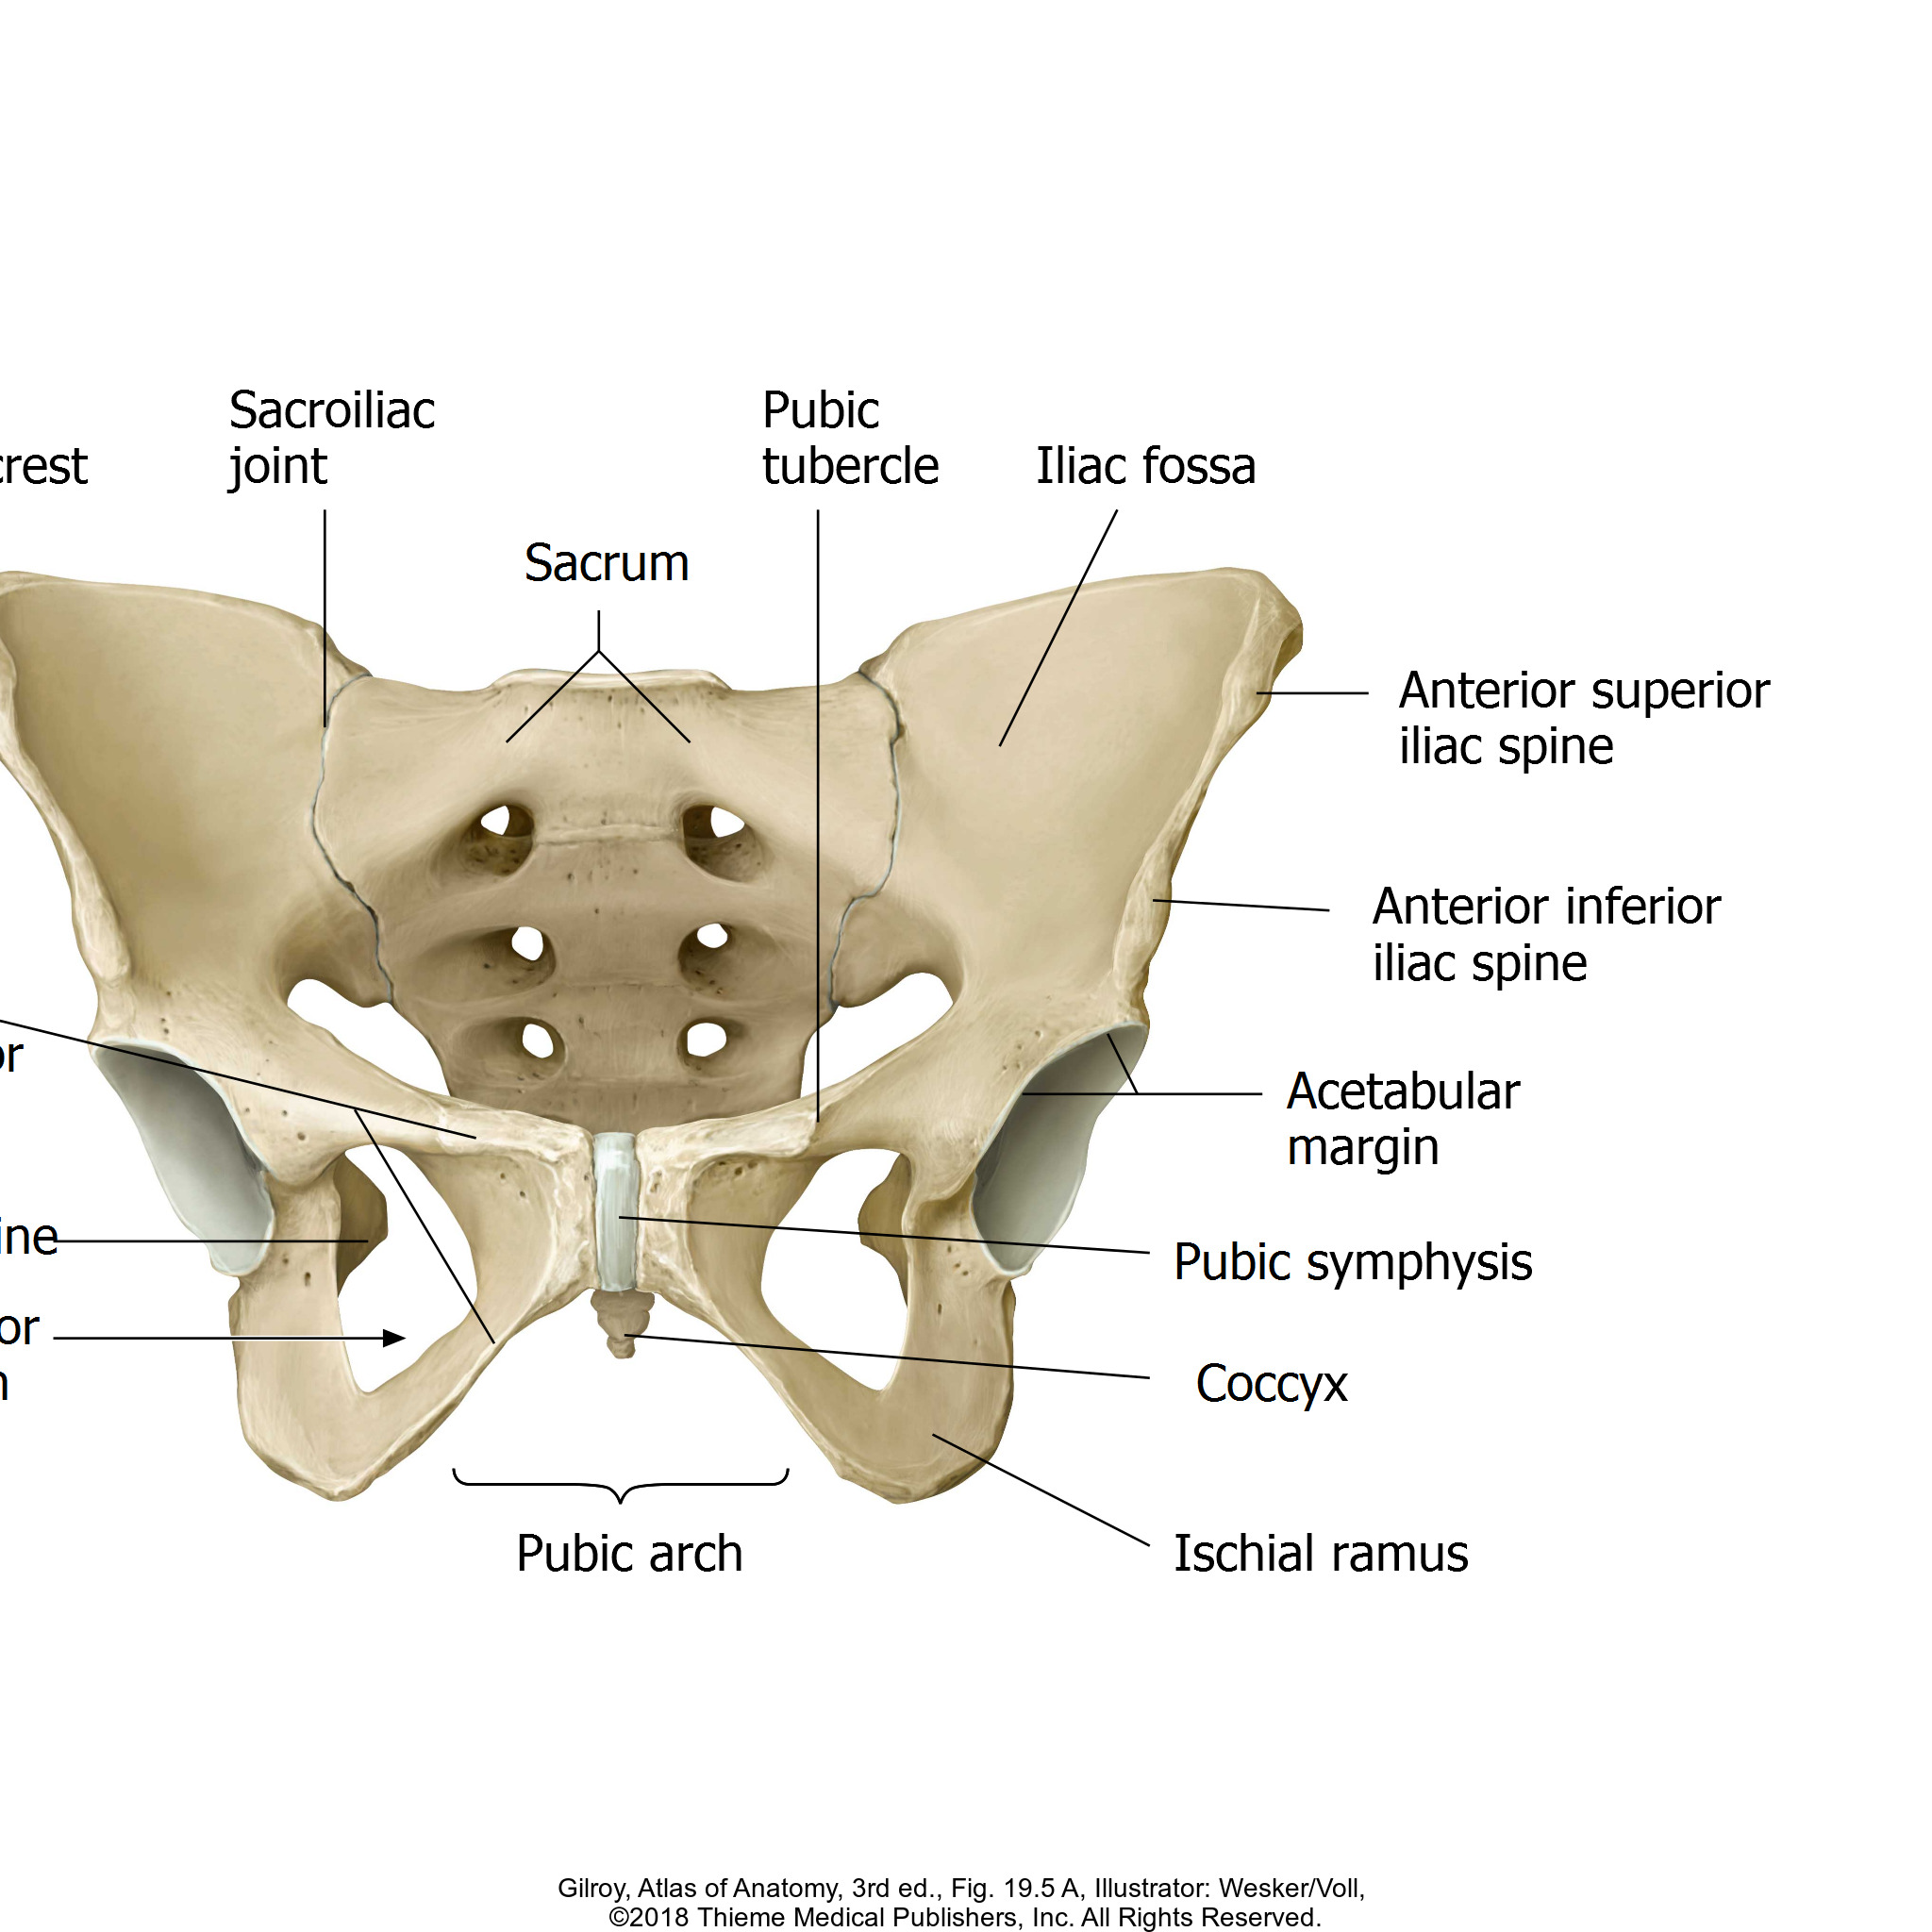 Sacroiliac
joint
Pubic
tubercle
Iliac fossa
crest
Sacrum
Anterior superior
iliac spine
Anterior inferior
iliac spine
or
Acetabular
margin
ine
Pubic symphysis
or
Coccyx
Pubic arch
Ischial ramus
Gilroy, Atlas of Anatomy, 3rd ed., Fig. 19.5 A, Illustrator: Wesker/Voll,
©2018 Thieme Medical Publishers, Inc. All Rights Reserved.